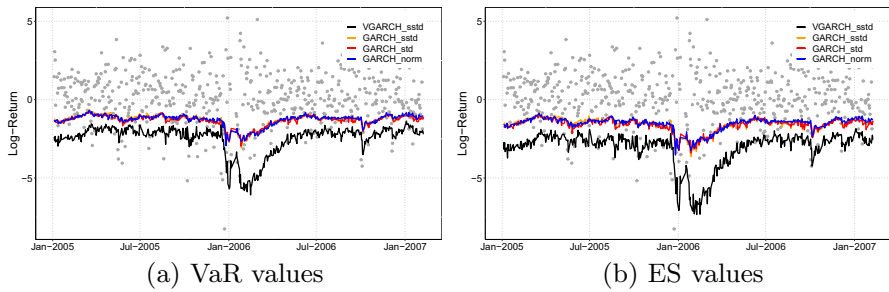 5
0
−5
Log−Return
VGARCH_sstd
GARCH_sstd
GARCH_std
GARCH_norm
Jan−2005
Jul−2005
Jan−2006
Jul−2006
Jan−2007
(a) VaR values
5
0
−5
Log−Return
VGARCH_sstd
GARCH_sstd
GARCH_std
GARCH_norm
Jan−2005
Jul−2005
Jan−2006
Jul−2006
Jan−2007
(b) ES values